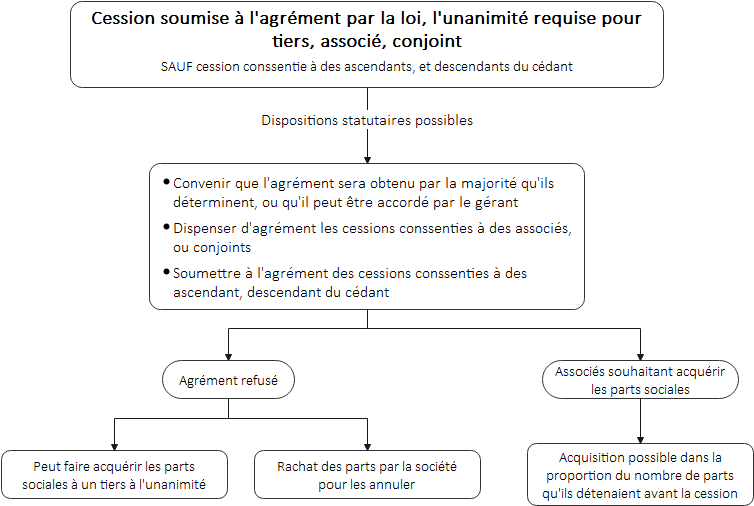 Cession soumise à l'agrément par la loi, l'unanimité requise pour
tiers, associé, conjoint
SAUF cession conssentie à des ascendants, et descendants du cédant
Dispositions statutaires possibles
• Convenir que l'agrément sera obtenu par la majorité qu'ils
déterminent, ou qu'il peut être accordé par le gérant
• Dispenser d'agrément les cessions conssenties à des associés,
ou conjoints
• Soumettre à l'agrément des cessions conssenties à des
ascendant, descendant du cédant
Agrément refusé
Associés souhaitant acquérir
les parts sociales
Peut faire acquérir les parts
sociales à un tiers à l'unanimité
Rachat des parts par la société
pour les annuler
Acquisition possible dans la
proportion du nombre de parts
qu'ils détenaient avant la cession